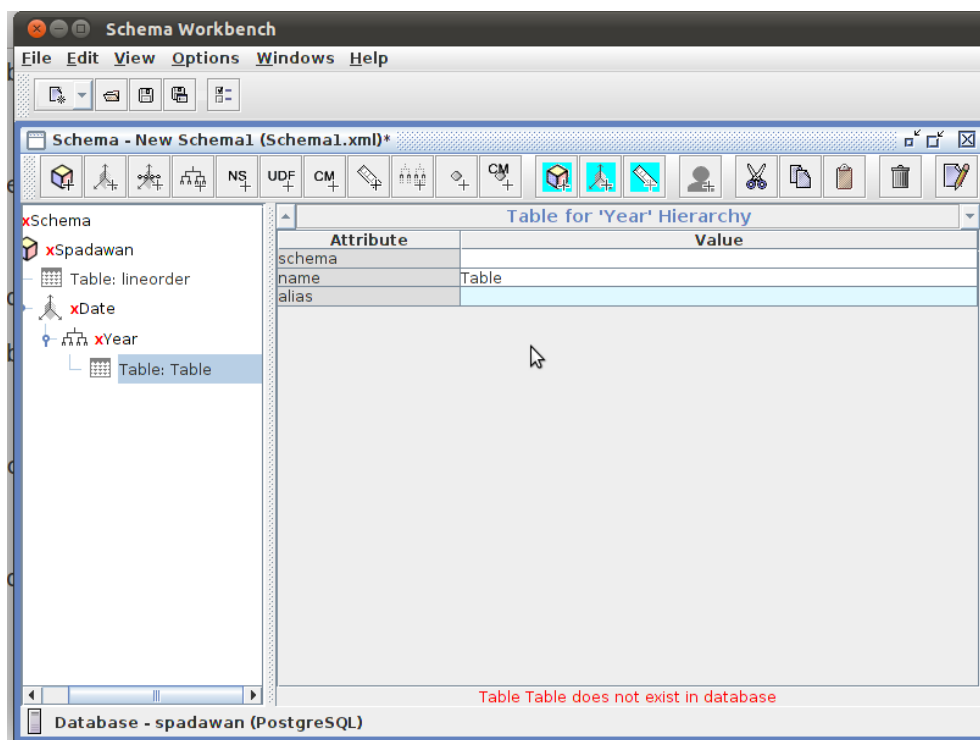 Schema Workbench
File Edit View Options Windows Help
Schema - New Schema1 (Schema1.xml)*
NS UDF CM CM
xSchema
xSpadawan
Table: lineorder
xDate
xYear
Table: Table
Table for 'Year' Hierarchy
Attribute Value
schema
name Table
alias
Table Table does not exist in database
Database - spadawan (PostgreSQL)